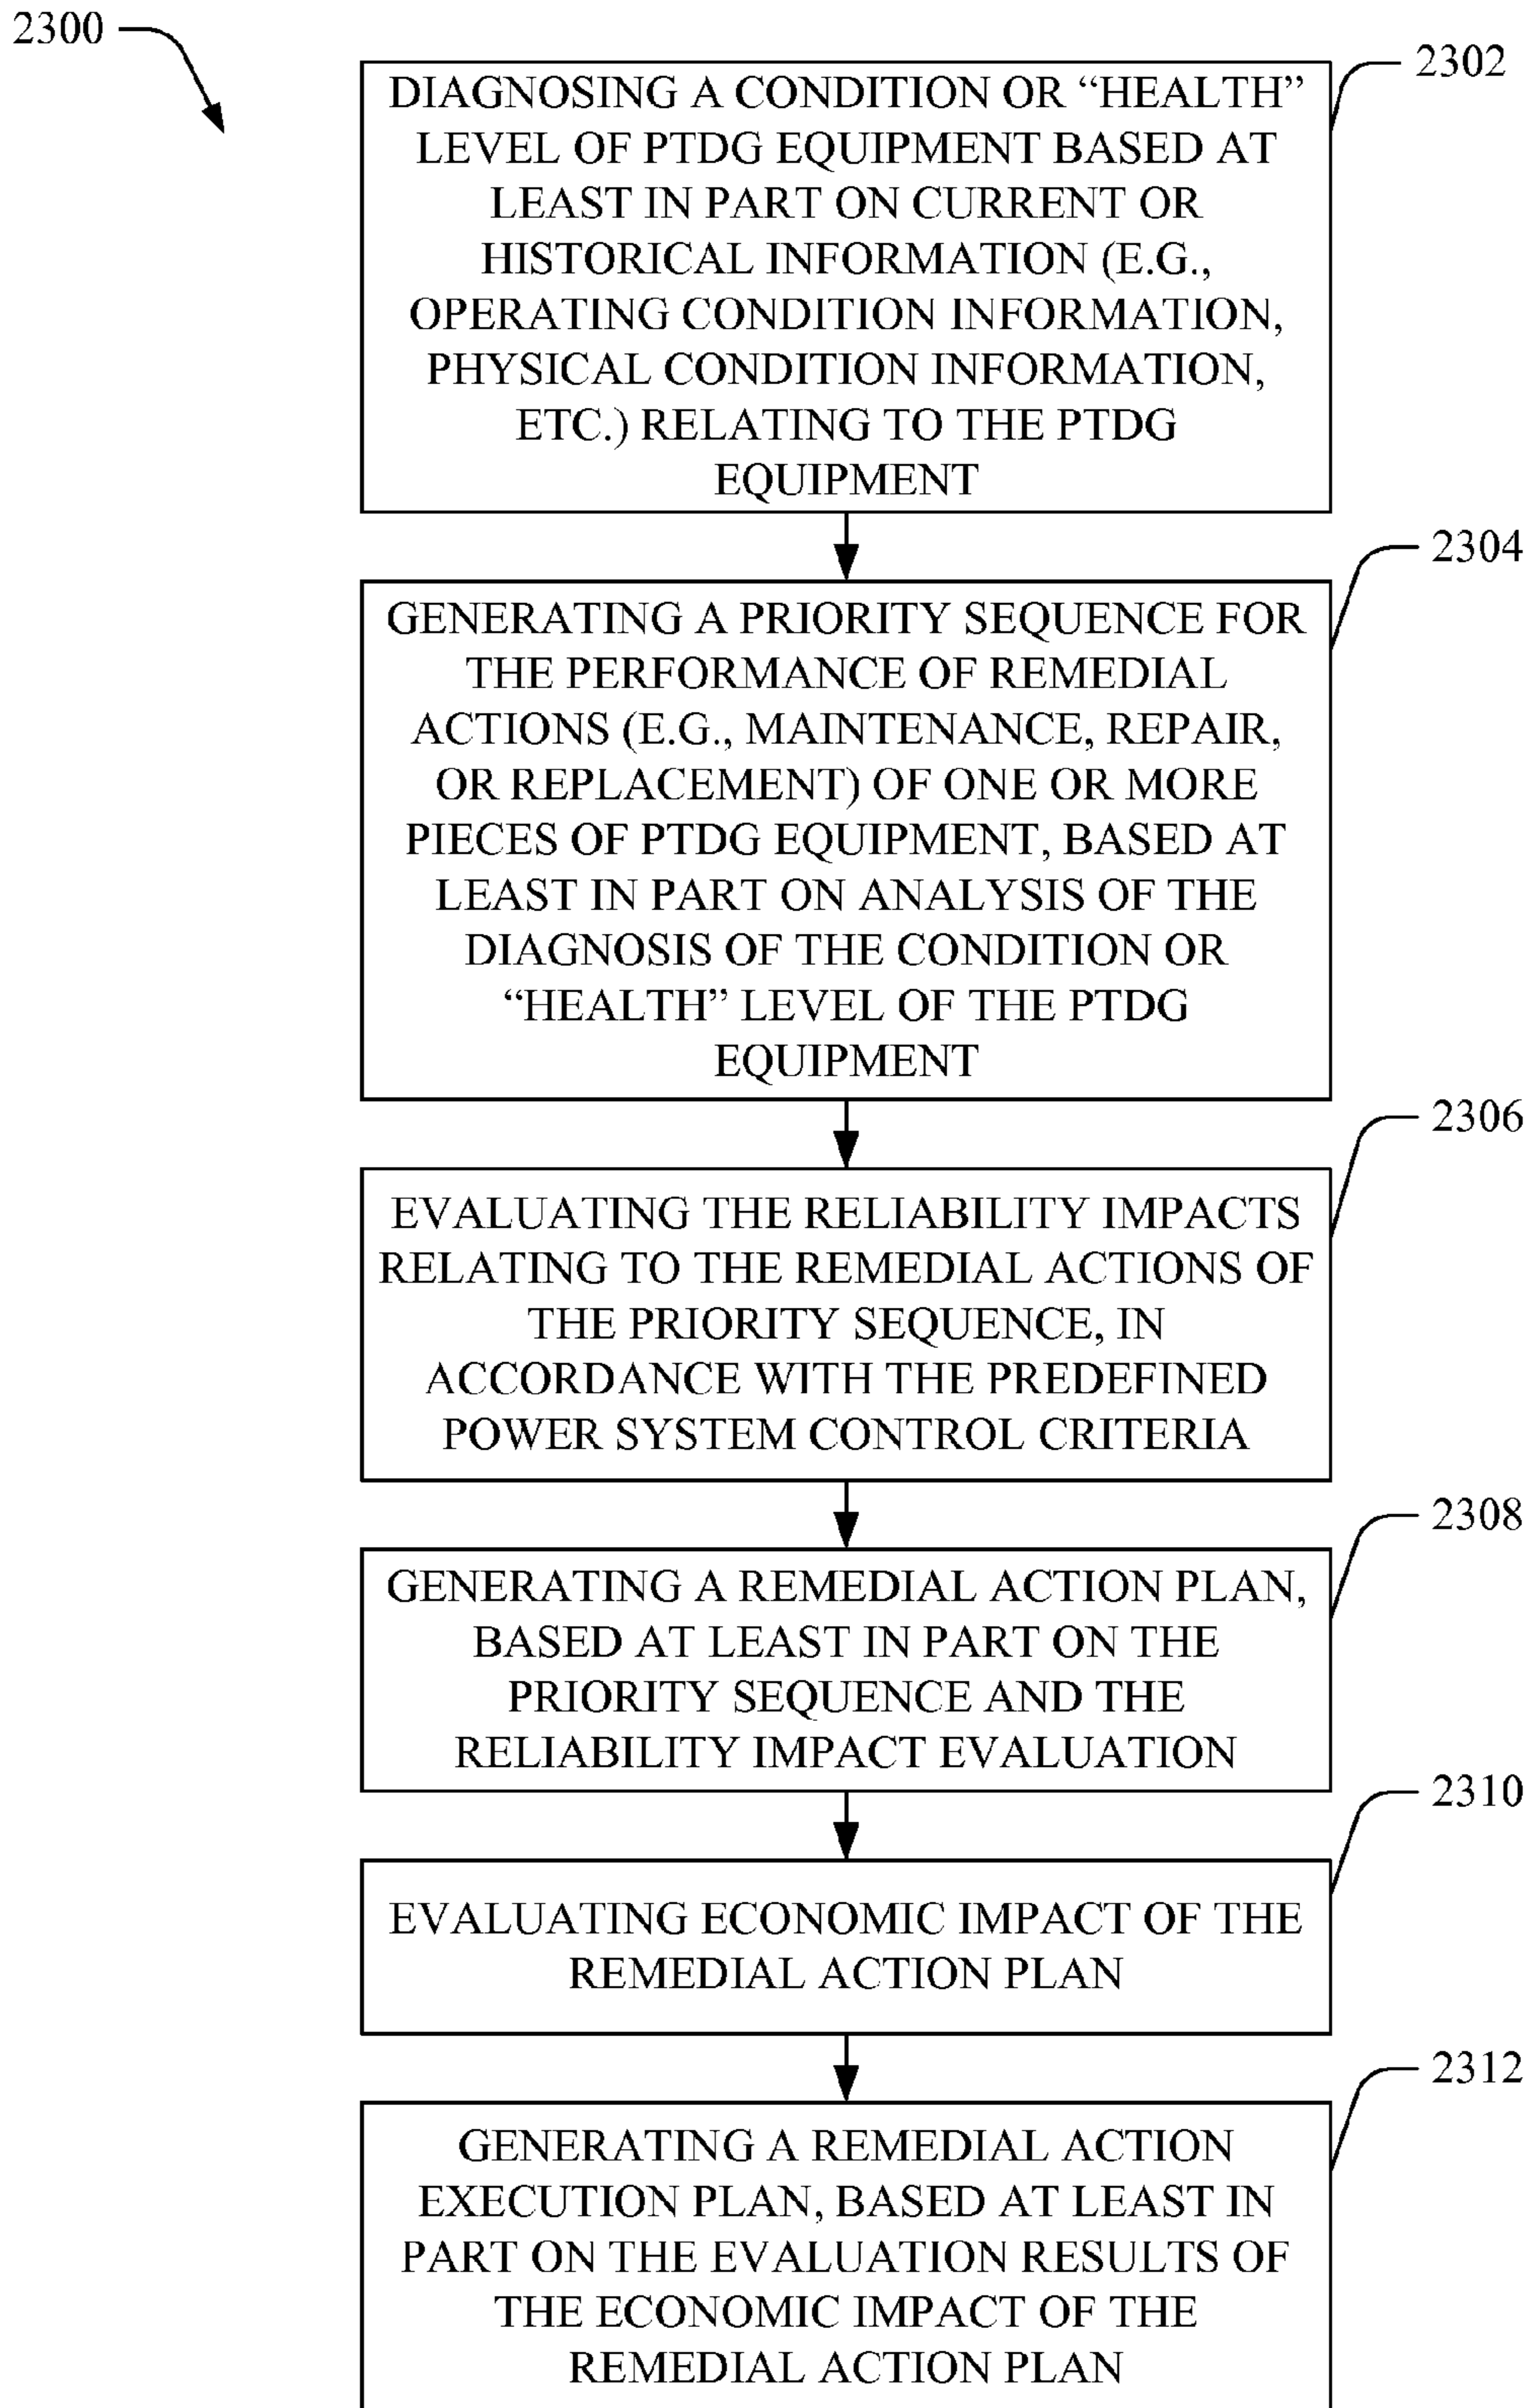 2300
2302
DIAGNOSING A CONDITION OR “HEALTH”
LEVEL OF PTDG EQUIPMENT BASED AT
LEAST IN PART ON CURRENT OR
HISTORICAL INFORMATION (E.G.,
OPERATING CONDITION INFORMATION,
PHYSICAL CONDITION INFORMATION,
ETC.) RELATING TO THE PTDG
EQUIPMENT
2304
GENERATING A PRIORITY SEQUENCE FOR
THE PERFORMANCE OF REMEDIAL
ACTIONS (E.G., MAINTENANCE, REPAIR,
OR REPLACEMENT) OF ONE OR MORE
PIECES OF PTDG EQUIPMENT, BASED AT
LEAST IN PART ON ANALYSIS OF THE
DIAGNOSIS OF THE CONDITION OR
“HEALTH” LEVEL OF THE PTDG
EQUIPMENT
2306
EVALUATING THE RELIABILITY IMPACTS
RELATING TO THE REMEDIAL ACTIONS OF
THE PRIORITY SEQUENCE, IN
ACCORDANCE WITH THE PREDEFINED
POWER SYSTEM CONTROL CRITERIA
2308
GENERATING A REMEDIAL ACTION PLAN,
BASED AT LEAST IN PART ON THE
PRIORITY SEQUENCE AND THE
RELIABILITY IMPACT EVALUATION
2310
EVALUATING ECONOMIC IMPACT OF THE
REMEDIAL ACTION PLAN
2312
GENERATING A REMEDIAL ACTION
EXECUTION PLAN, BASED AT LEAST IN
PART ON THE EVALUATION RESULTS OF
THE ECONOMIC IMPACT OF THE
REMEDIAL ACTION PLAN